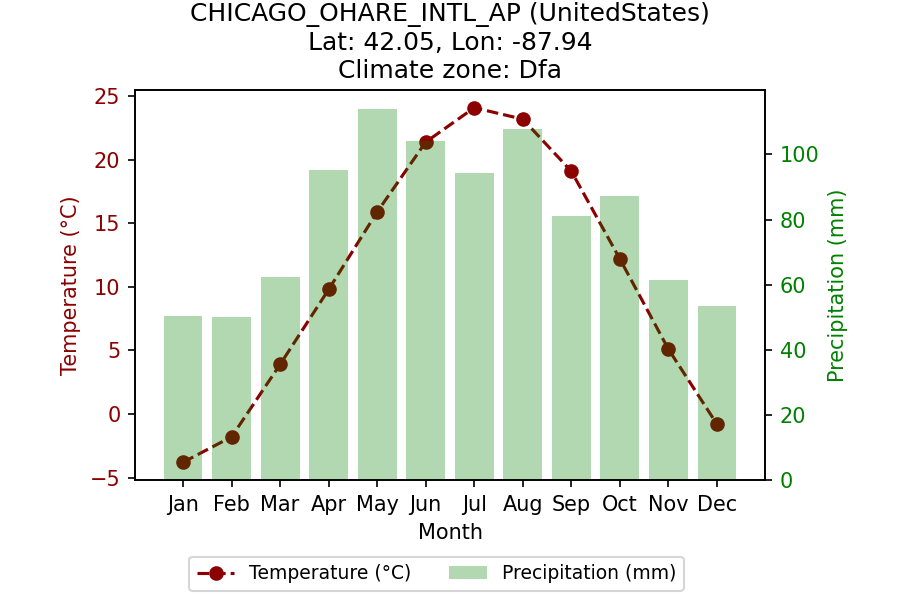 CHICAGO_OHARE_INTL_AP (UnitedStates)
Lat: 42.05, Lon: -87.94
Climate zone: Dfa
25
20
15
10
5
0
−5
Temperature (°C)
100
80
60
40
20
0
Precipitation (mm)
Jan Feb Mar Apr May Jun Jul Aug Sep Oct Nov Dec
Month
Temperature (°C) Precipitation (mm)